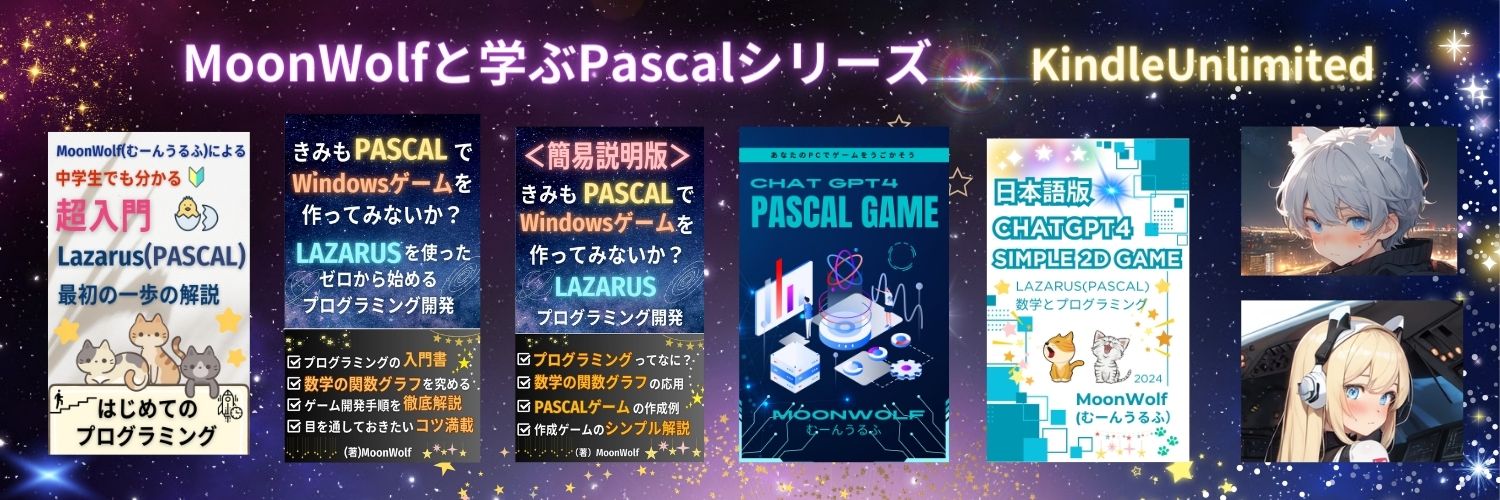 MoonWolfと学ぶPascalシリーズ
KindleUnlimited
MoonWolf(むーんうるふ)による
中学生でも分かる
超入門
Lazarus(PASCAL)
最初の一歩の解説
はじめての
プログラミング
きみもPASCALで
Windowsゲームを
作ってみないか？
LAZARUSを使った
ゼロから始める
プログラミング開発
プログラミングの入門書
数学の関数グラフを究める
ゲーム開発手順を徹底解説
目を通しておきたいコツ満載
(著)MoonWolf
＜簡易説明版＞
きみも PASCALで
Windowsゲームを
作ってみないか？
LAZARUS
プログラミング開発
プログラミングってなに？
数学の関数グラフの応用
PASCALゲームの作成例
作成ゲームのシンプル解説
（著）MoonWolf
あなたのPCでゲームをうごかそう
CHAT GPT4
PASCAL GAME
MOONWOLF
むーんうるふ
日本語版
CHATGPT4
SIMPLE 2D GAME
LAZARUS(PASCAL)
数学とプログラミング
2024
MoonWolf
(むーんうるふ)